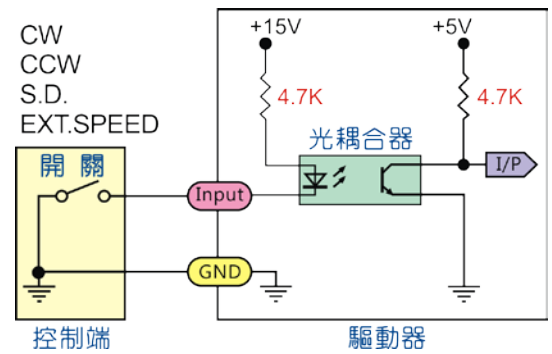 CW
CCW
S.D.
EXT.SPEED
+15V
+5V
4.7K
4.7K
光耦合器
開 關
Input
I/P
GND
控制端
驅動器